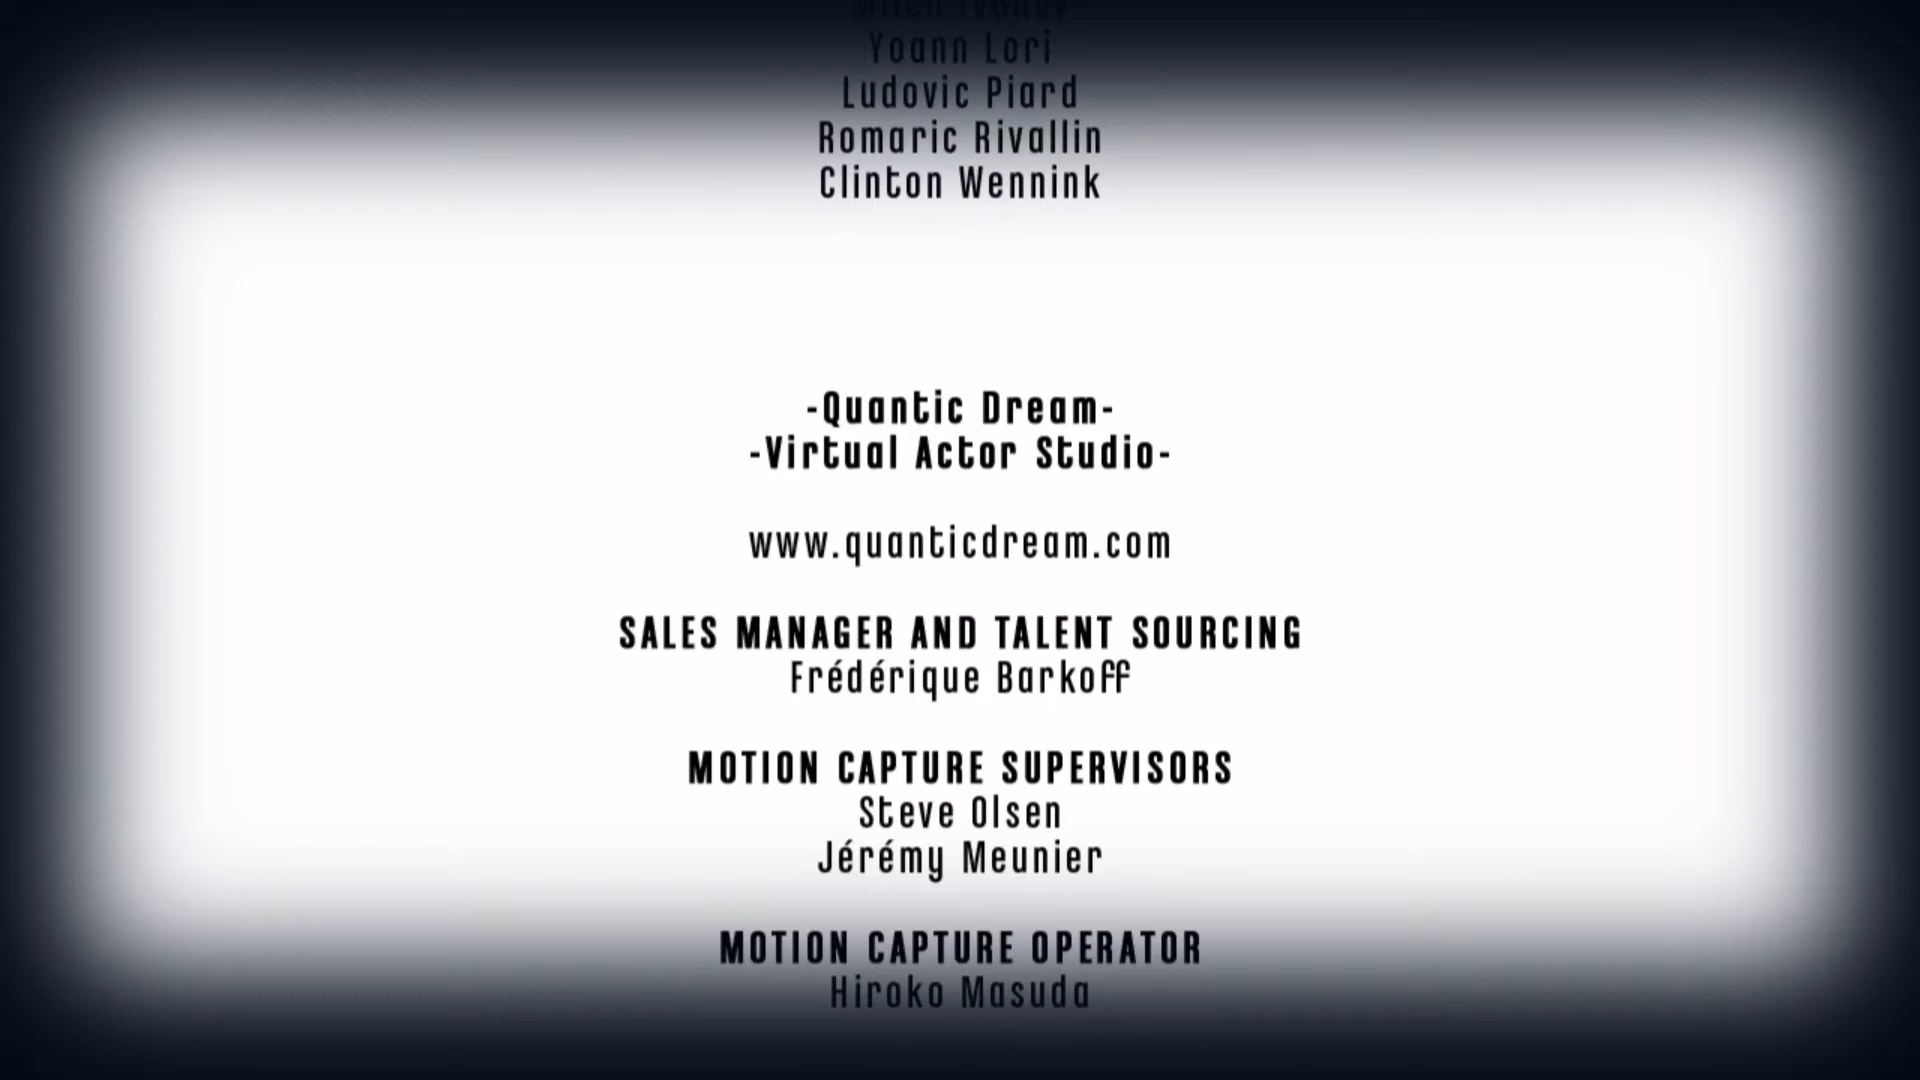 Yoann Lori
Ludovic Piard
Romaric Rivallin
Clinton Wennink
-Quantic Dream-
-Virtual Actor Studio-
www.quanticdream.com
SALES MANAGER AND TALENT SOURCING
Frédérique Barkoff
MOTION CAPTURE SUPERVISORS
Steve Olsen
Jérémy Meunier
MOTION CAPTURE OPERATOR
Hiroko Masuda